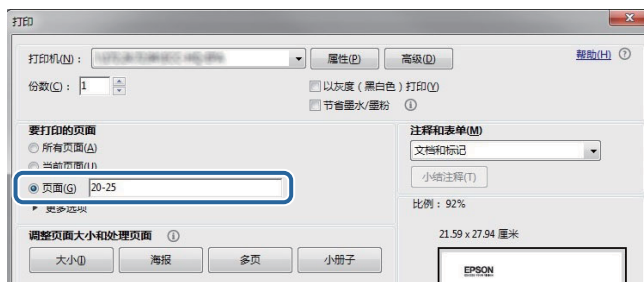 打印
打印机(N)： 属性(P) 高级(D) 帮助(H) ?
份数(C)： 1 以灰度（黑白色）打印(Y)
节省墨水/墨粉 i
要打印的页面 注释和表单(M)
所有页面(A) 文档和标记
当前页面(U)
页面(G) 20-25 小结注释(T)
更多选项 比例： 92%
调整页面大小和处理页面 i 21.59 x 27.94 厘米
大小(I) 海报 多页 小册子
EPSON